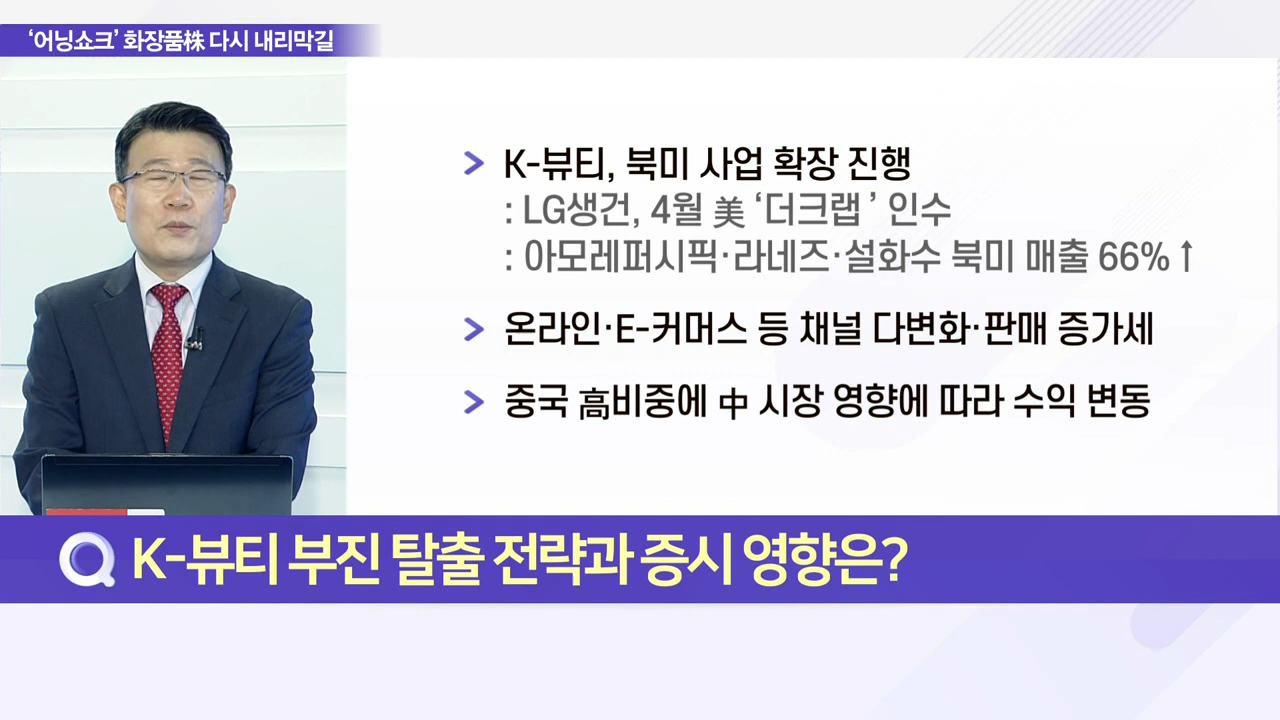 ‘어닝쇼크’ 화장품株 다시 내리막길
> K-뷰티, 북미 사업 확장 진행
: LG생건, 4월 美 ‘더크랩 ’ 인수
: 아모레퍼시픽·라네즈·설화수 북미 매출 66%↑
> 온라인·E-커머스 등 채널 다변화·판매 증가세
> 중국 高비중에 中 시장 영향에 따라 수익 변동
Q K-뷰티 부진 탈출 전략과 증시 영향은?